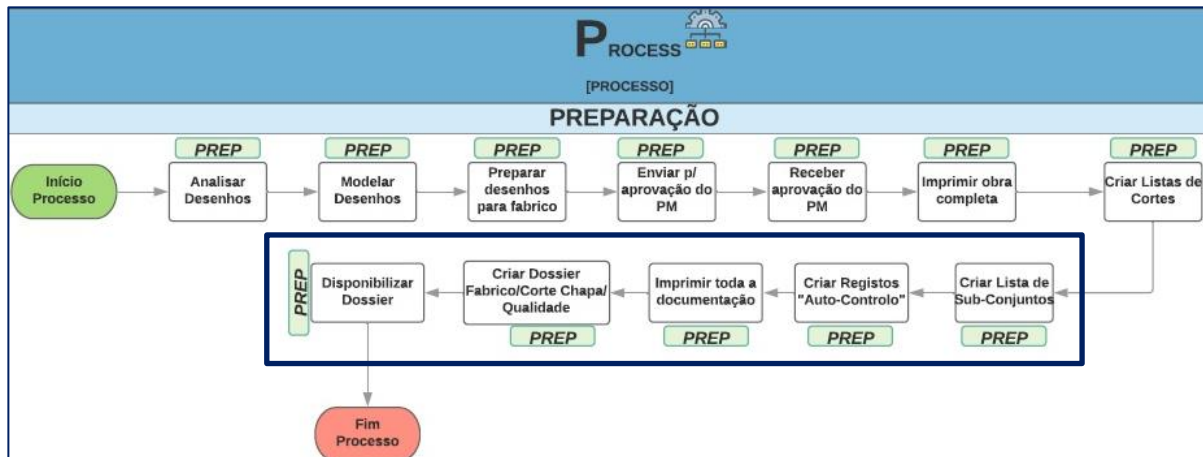 PROCESS
[PROCESSO]
PREPARAÇÃO
PREP
PREP
PREP
PREP
PREP
PREP
Início
Processo
Analisar
Desenhos
Modelar
Desenhos
Preparar
desenhos
para fabrico
Enviar p/
aprovação do
PM
Receber
aprovação do
PM
Imprimir obra
completa
Criar Listas de
Cortes
PREP
Disponibilizar
Dossier
Criar Dossier
Fabrico/Corte Chapa/
Qualidade
Imprimir toda a
documentação
Criar Registos
"Auto-Controlo"
Criar Lista de
Sub-Conjuntos
PREP
PREP
PREP
PREP
Fim
Processo